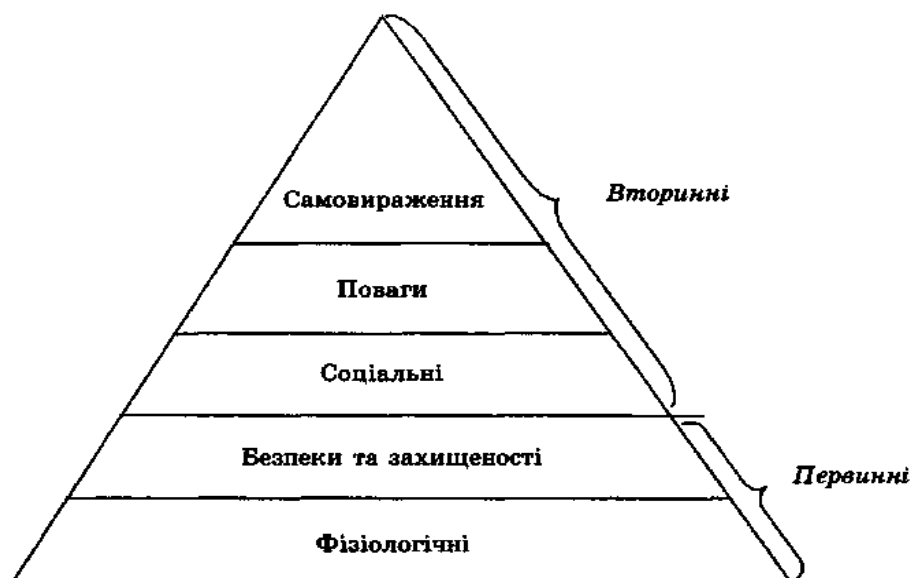 Самовираження
Вторинні
Поваги
Соціальні
Безпеки та захищеності
Первинні
Фізіологічні